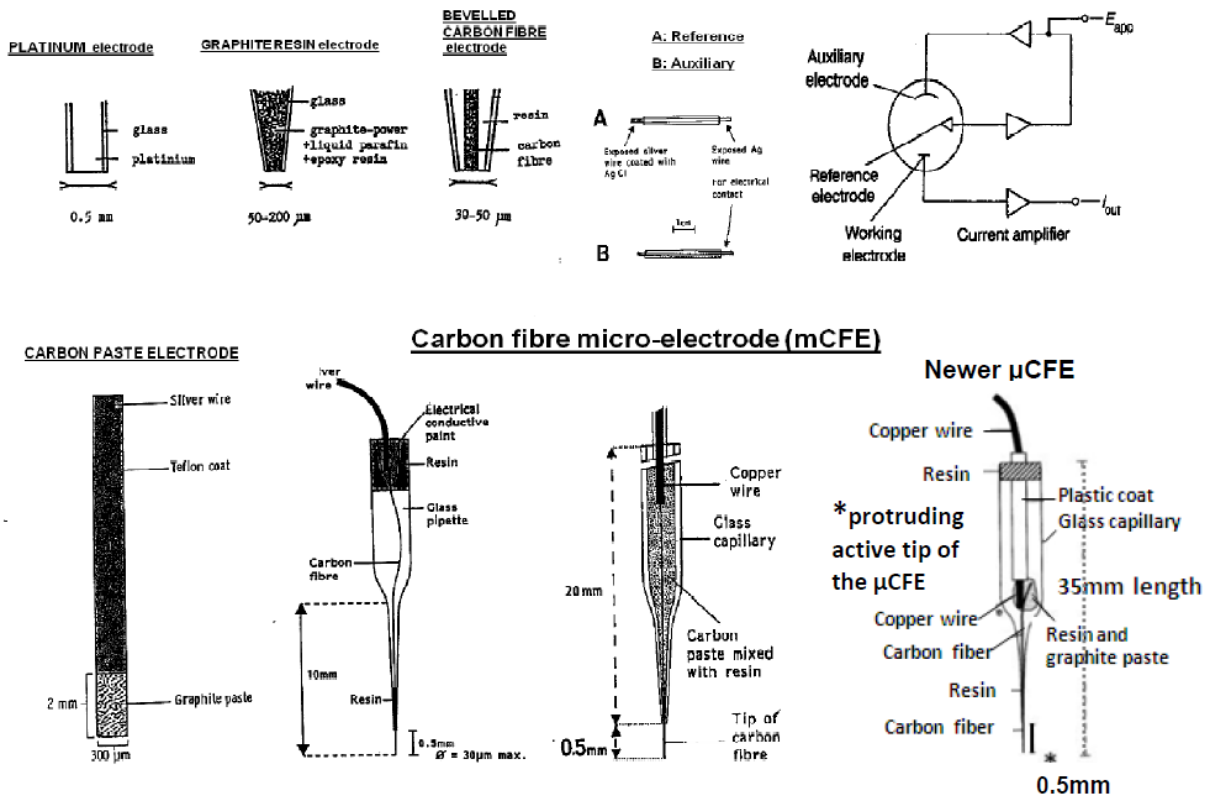 PLATINUM electrode
glass
platinium
0.5 mm
GRAPHITE RESIN electrode
glass
graphite-power
+liquid parafin
+epoxy resin
50-200 µm
BEVELLED
CARBON FIBRE
electrode
resin
carbon
fibre
30-50 µm
A: Reference
B: Auxiliary
A
Exposed silver
wire coated with
Ag Cl
Exposed Ag
wire
For electrical
contact
1cm
B
Auxiliary
electrode
Reference
electrode
Working
electrode
Current amplifier
E app
I out
CARBON PASTE ELECTRODE
Silver wire
Teflon coat
Graphite paste
2 mm
300 µm
Carbon fibre micro-electrode (mCFE)
lver
wire
Electrical
conductive
paint
Resin
Glass
pipette
Carbon
fibre
10mm
Resin
0.5mm
Ø = 30µm max.
Copper
wire
Glass
capillary
20mm
Carbon
paste mixed
with resin
Tip of
carbon
fibre
0.5mm
Newer µCFE
Copper wire
Resin
Plastic coat
Glass capillary
*protruding
active tip of
the µCFE
35mm length
Copper wire
Carbon fiber
Resin and
graphite paste
Resin
Carbon fiber
*
*
0.5mm